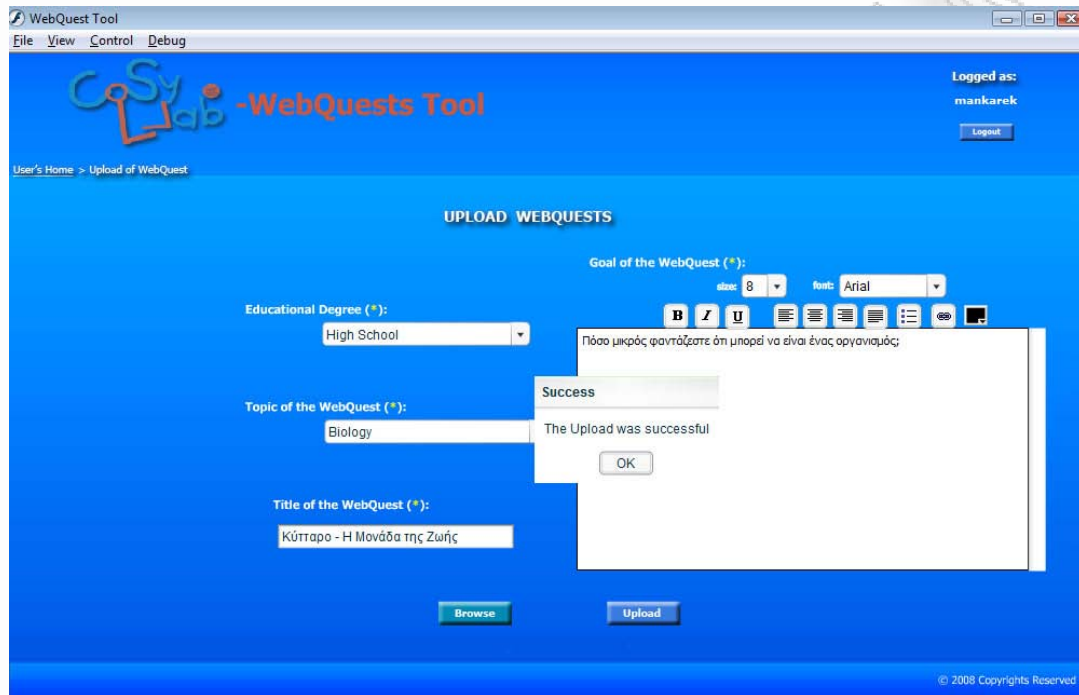 WebQuest Tool
File View Control Debug
CoSy Lab -WebQuests Tool
Logged as:
mankarek
Logout
User's Home > Upload of WebQuest
UPLOAD WEBQUESTS
Goal of the WebQuest (*):
size: 8 font: Arial
B I U
Educational Degree (*):
High School
Πόσο μικρός φαντάζεστε ότι μπορεί να είναι ένας οργανισμός;
Topic of the WebQuest (*):
Biology
Success
The Upload was successful
OK
Title of the WebQuest (*):
Κύτταρο - Η Μονάδα της Ζωής
Browse Upload
© 2008 Copyrights Reserved